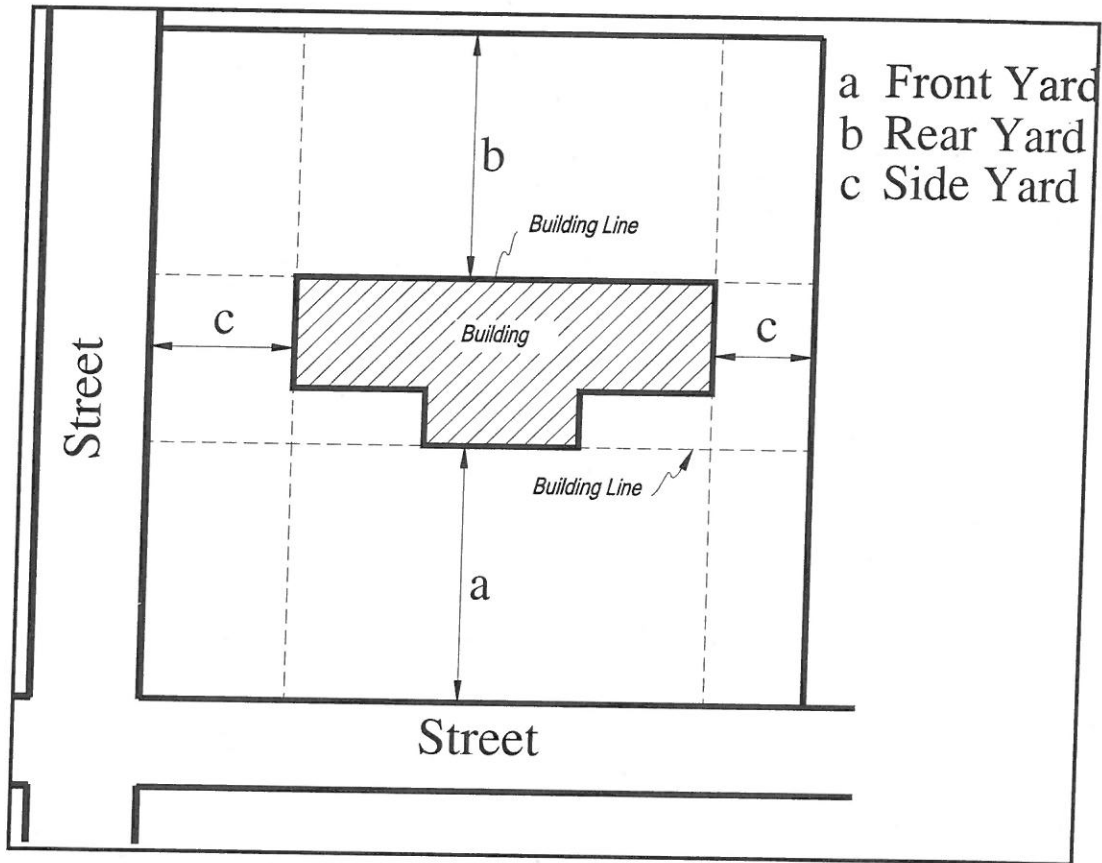 a Front Yard
b Rear Yard
c Side Yard
b
Building Line
c
Building
c
Street
Building Line
a
Street